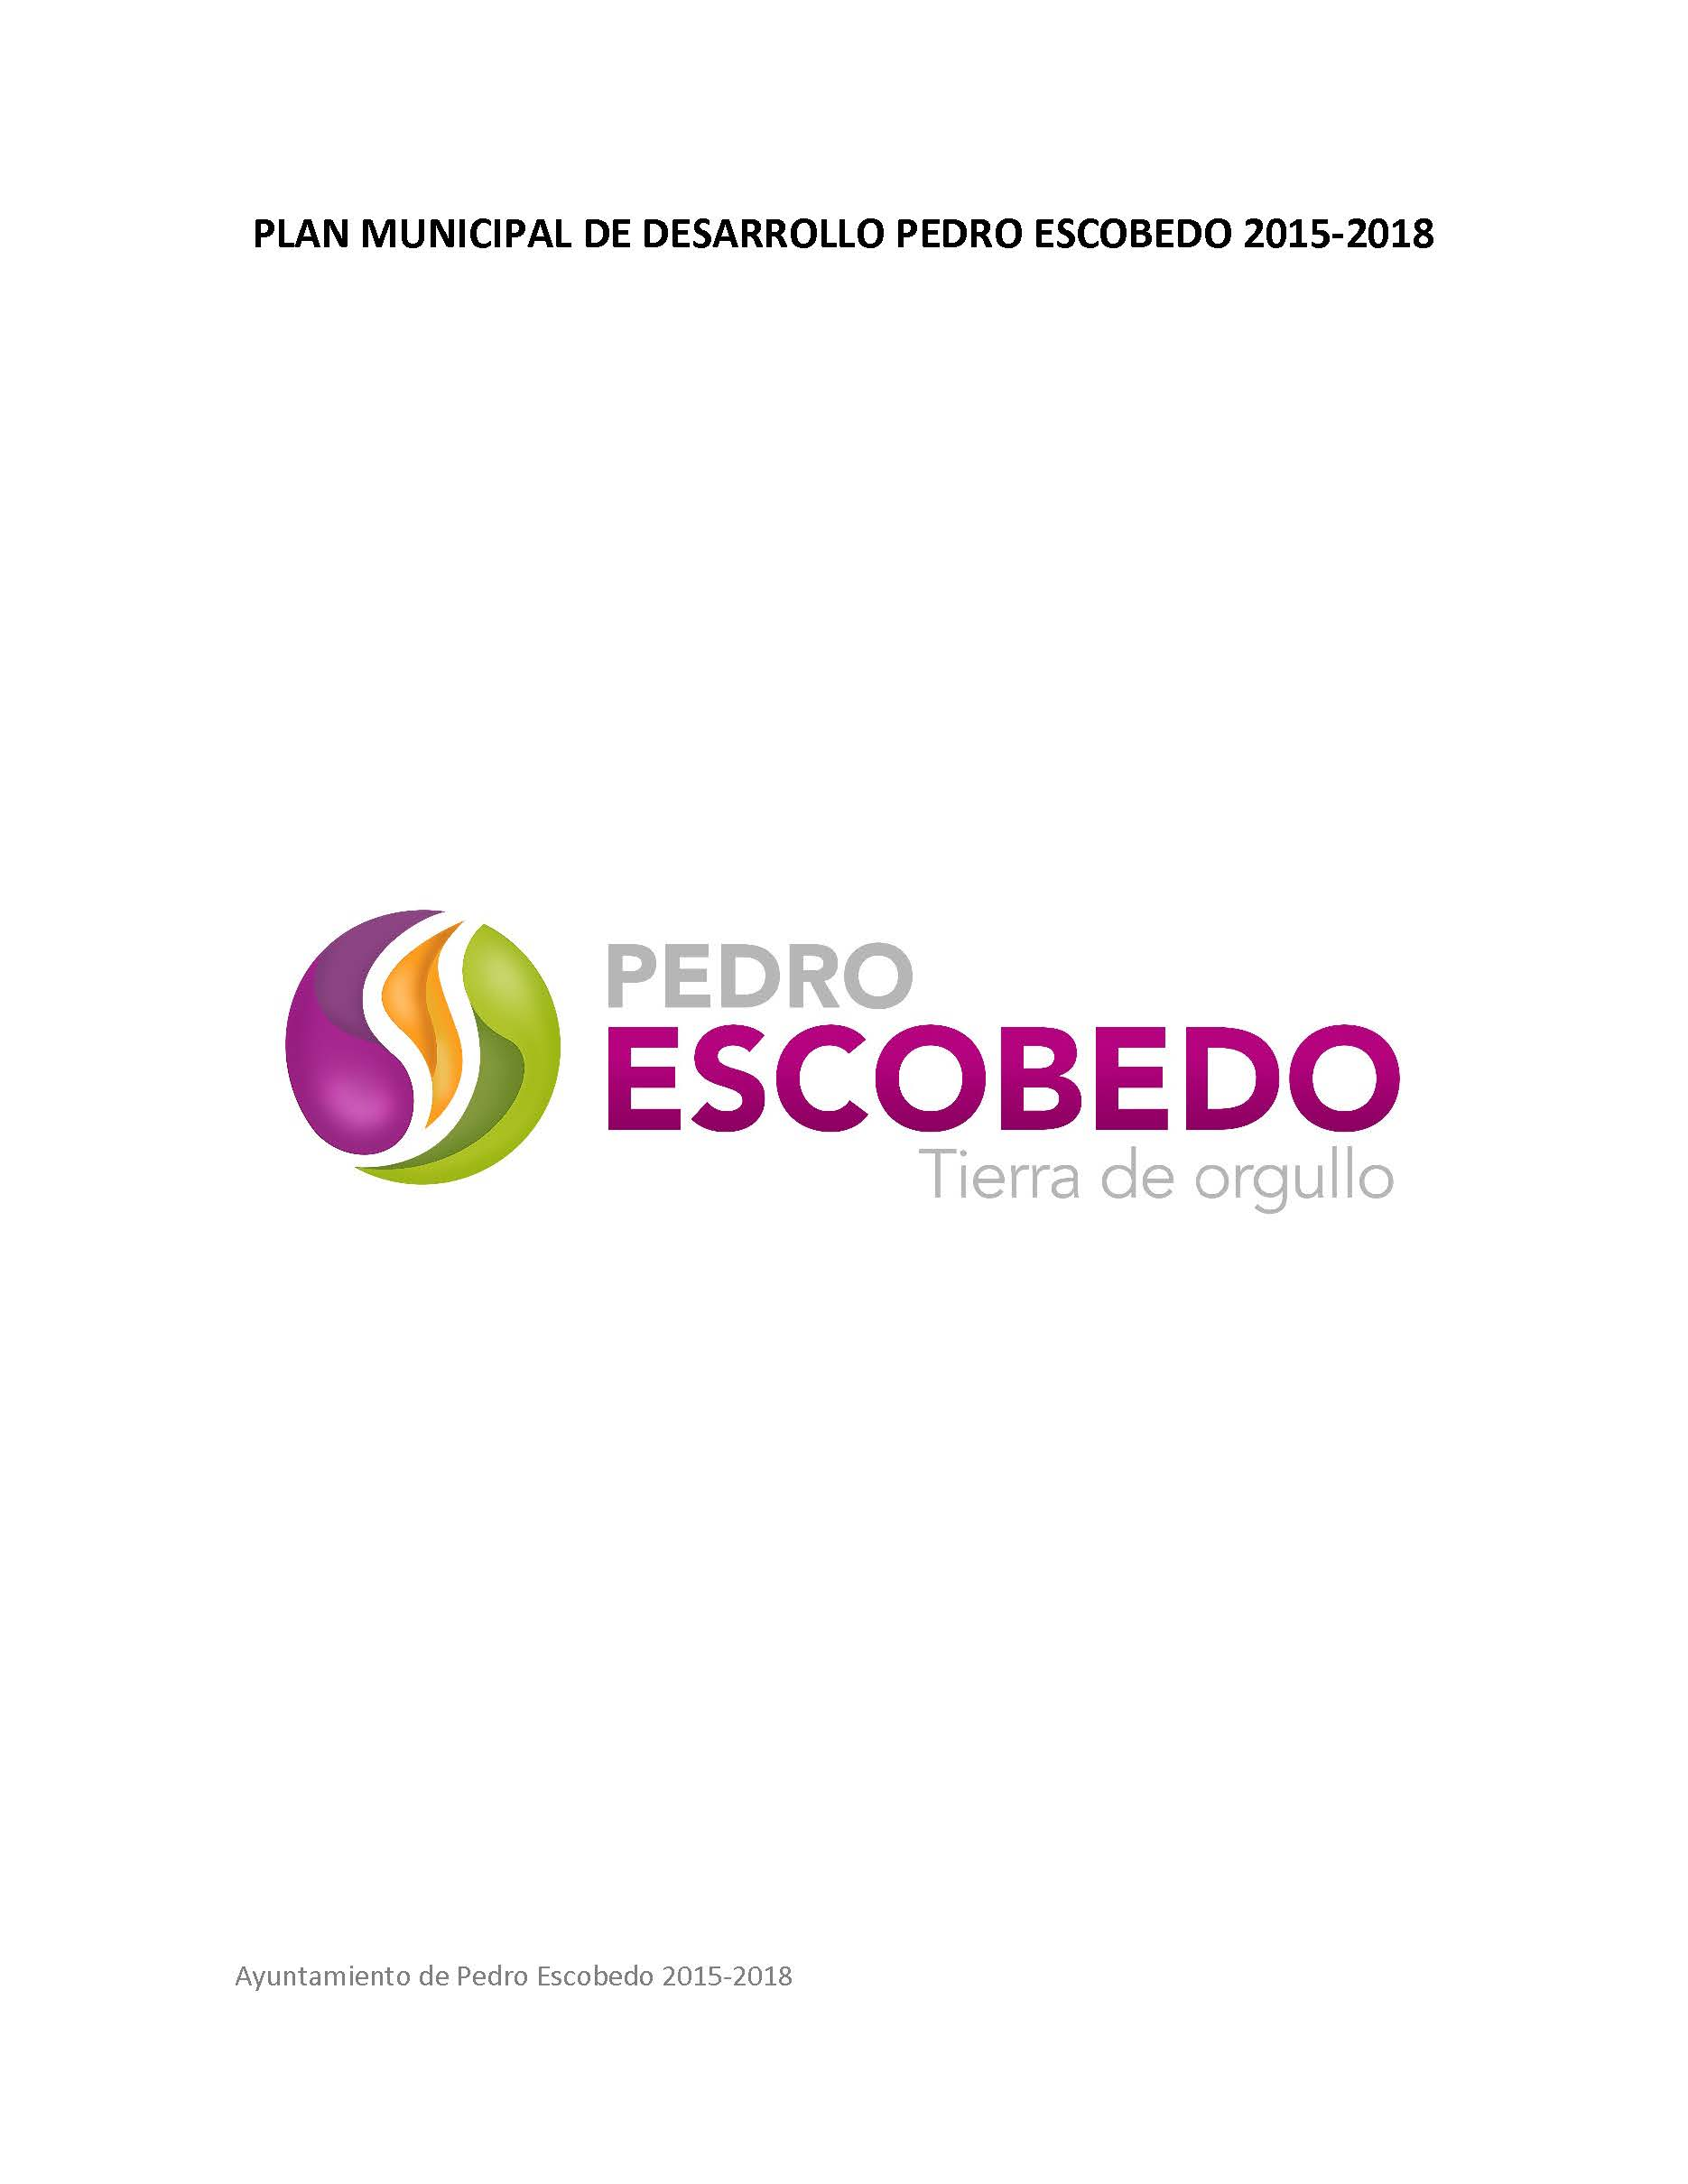 PLAN MUNICIPAL DE DESARROLLO PEDRO ESCOBEDO 2015-2018
PEDRO
ESCOBEDO
Tierra de orgullo
Ayuntamiento de Pedro Escobedo 2015-2018